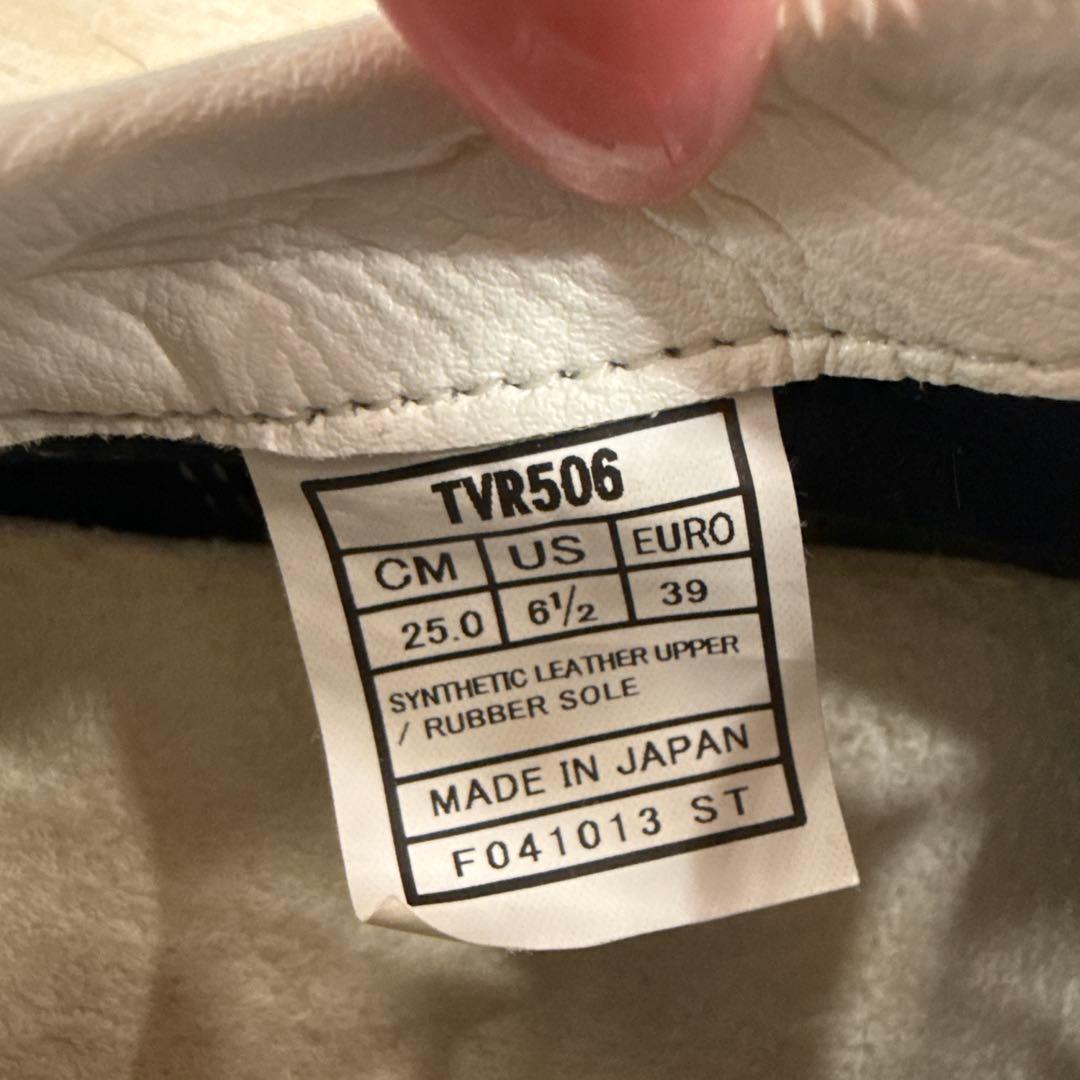 TVR506
CM US EURO
25.0 6½ 39
SYNTHETIC LEATHER UPPER
/ RUBBER SOLE
MADE IN JAPAN
F041013 ST